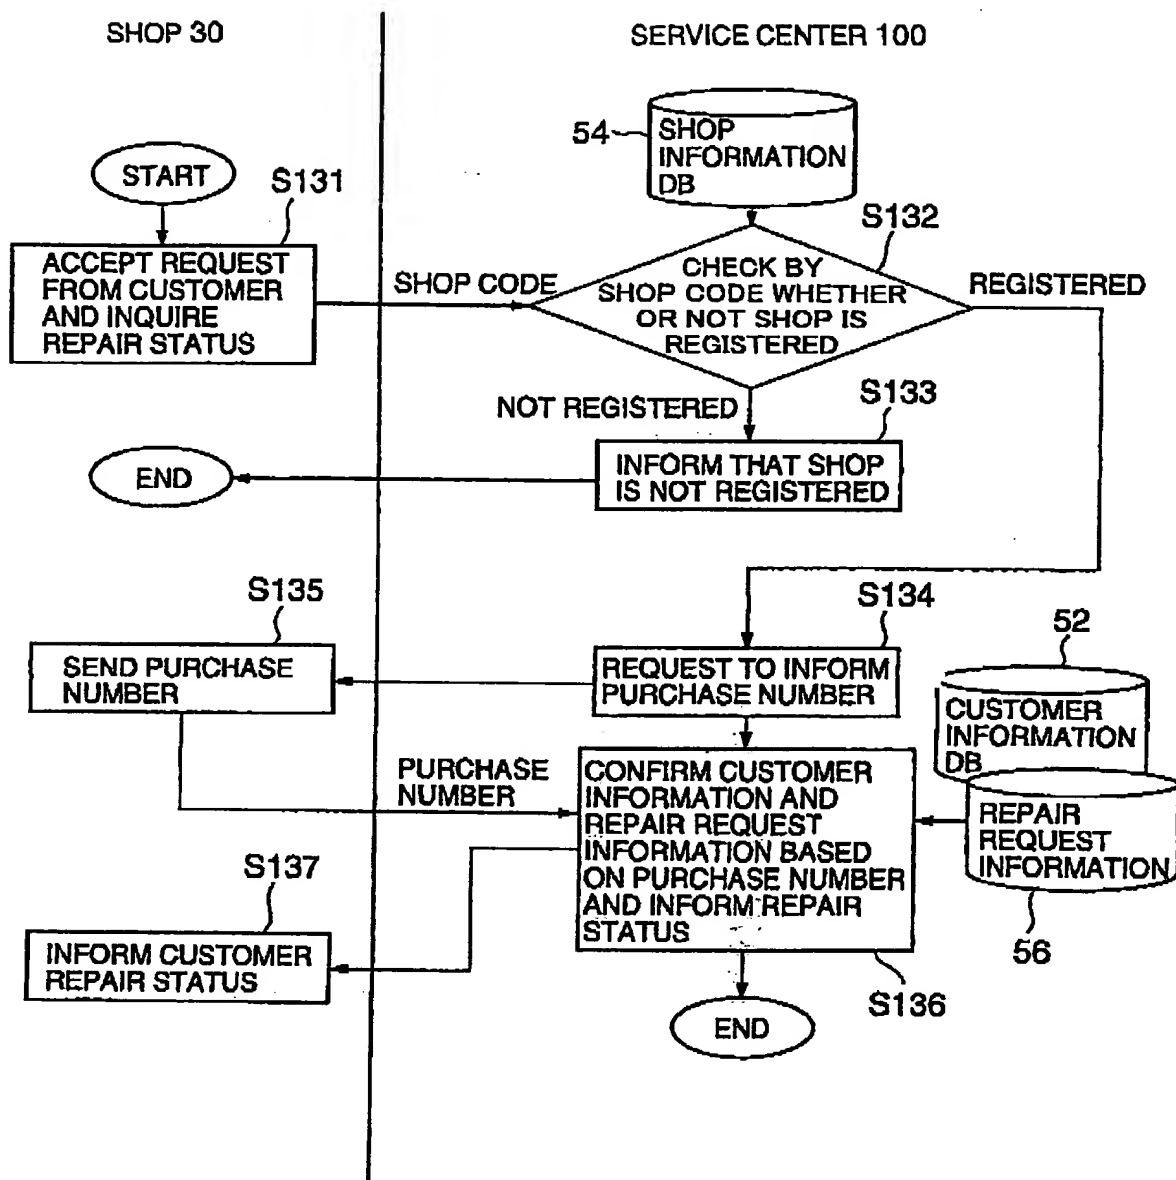 SHOP 30
SERVICE CENTER 100
54
SHOP
INFORMATION
DB
START
S131
S132
ACCEPT REQUEST
FROM CUSTOMER
AND INQUIRE
REPAIR STATUS
SHOP CODE
CHECK BY
SHOP CODE WHETHER
OR NOT SHOP IS
REGISTERED
REGISTERED
NOT REGISTERED
S133
END
INFORM THAT SHOP
IS NOT REGISTERED
S135
S134
52
SEND PURCHASE
NUMBER
REQUEST TO INFORM
PURCHASE NUMBER
CUSTOMER
INFORMATION
DB
PURCHASE
NUMBER
CONFIRM CUSTOMER
INFORMATION AND
REPAIR REQUEST
INFORMATION BASED
ON PURCHASE NUMBER
AND INFORM REPAIR
STATUS
REPAIR
REQUEST
INFORMATION
S137
56
INFORM CUSTOMER
REPAIR STATUS
S136
END